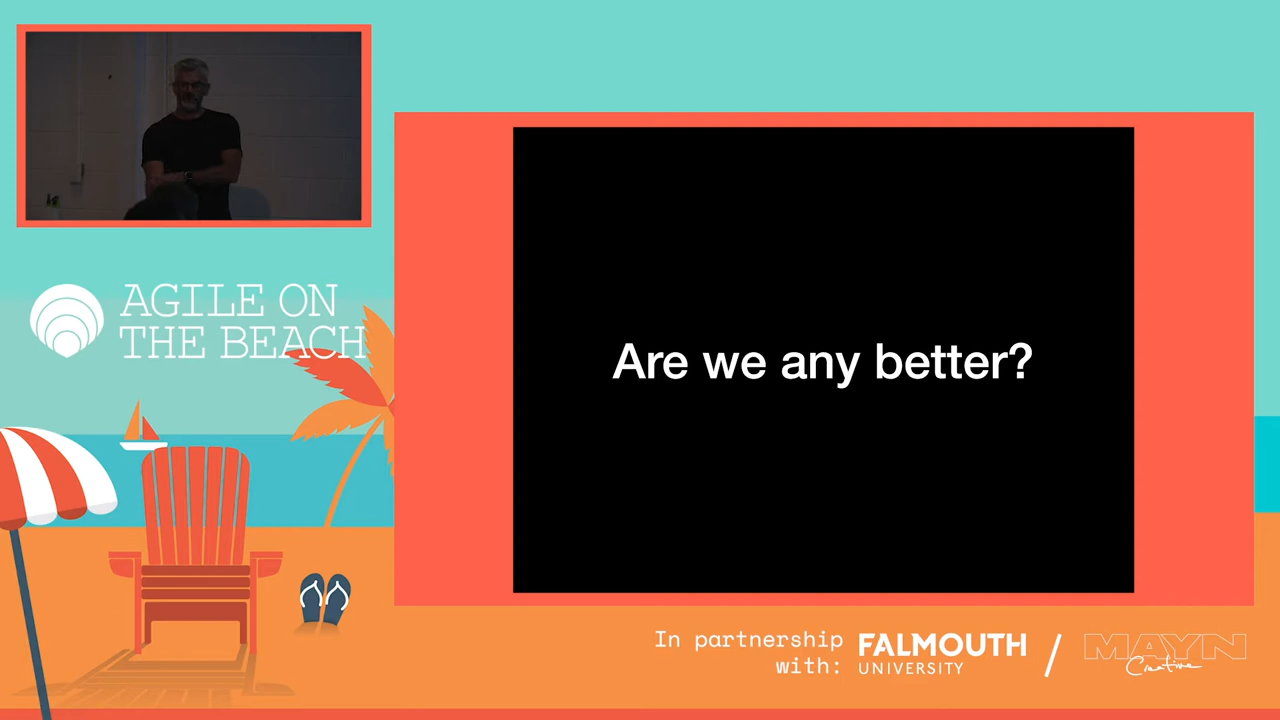 AGILE ON
THE BEACH
Are we any better?
In partnership
with:
FALMOUTH
UNIVERSITY
/
MAYN
Creative